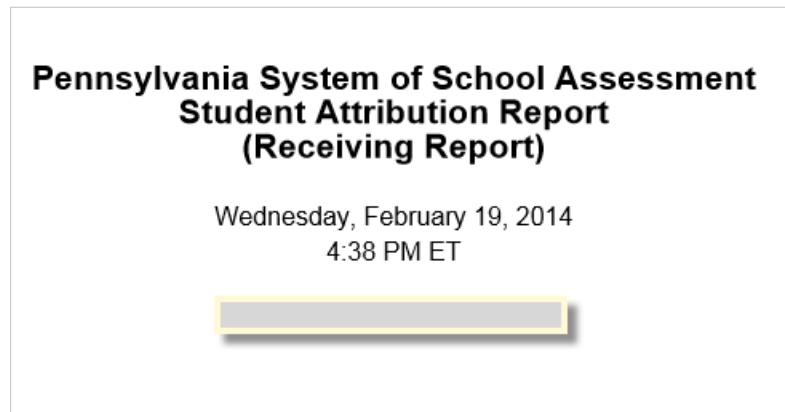 Pennsylvania System of School Assessment
Student Attribution Report
(Receiving Report)
Wednesday, February 19, 2014
4:38 PM ET